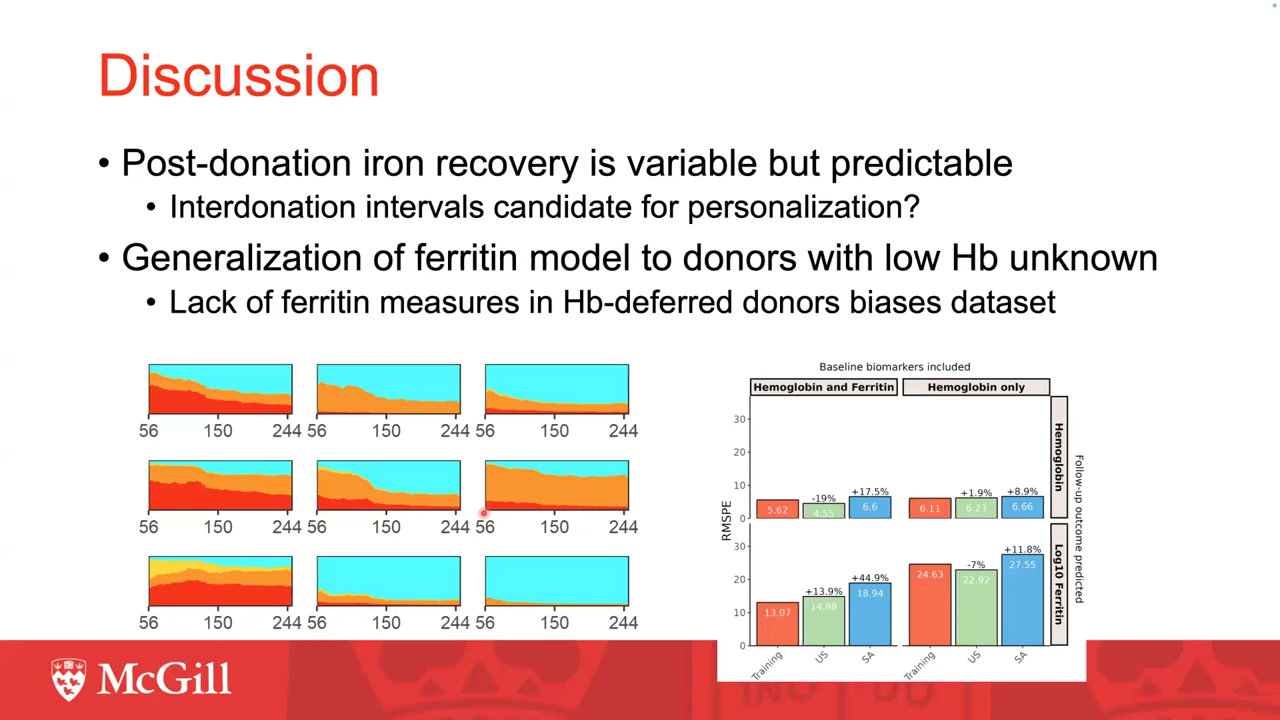 Discussion
• Post-donation iron recovery is variable but predictable
• Interdonation intervals candidate for personalization?
• Generalization of ferritin model to donors with low Hb unknown
• Lack of ferritin measures in Hb-deferred donors biases dataset
56 150 244 56 150 244 56 150 244
56 150 244 56 150 244 56 150 244
56 150 244 56 150 244 56 150 244
Baseline biomarkers included
Hemoglobin and Ferritin Hemoglobin only
RMSPE
30
20
10
0
5.62
-19%
4.55
+17.5%
6.6
6.11
+1.9%
6.23
+8.9%
6.66
Hemoglobin
30
20
10
0
13.07
+13.9%
14.88
+44.9%
18.94
24.63
-7%
22.92
+11.8%
27.55
Log10 Ferritin
Follow-up outcome predicted
Training US SA Training US SA
McGill